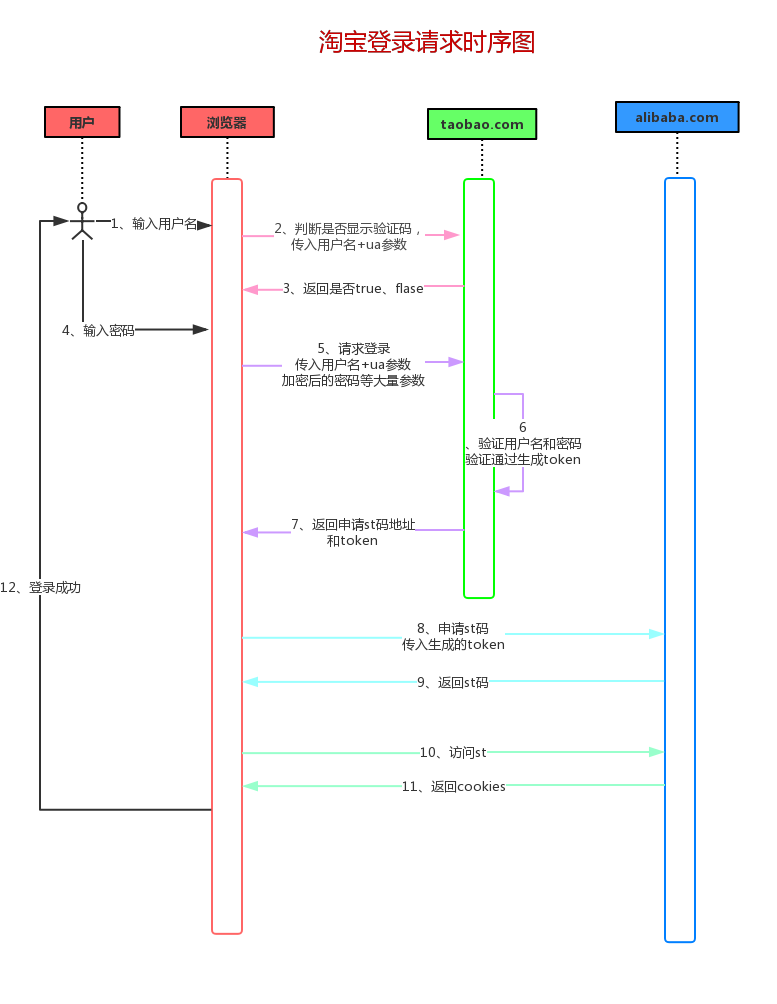 淘宝登录请求时序图
用户
浏览器
taobao.com
alibaba.com
1、输入用户名
2、判断是否显示验证码，
传入用户名+ua参数
3、返回是否true、flase
4、输入密码
5、请求登录
传入用户名+ua参数
加密后的密码等大量参数
6
、验证用户名和密码
验证通过生成token
7、返回申请st码地址
和token
12、登录成功
8、申请st码
传入生成的token
9、返回st码
10、访问st
11、返回cookies